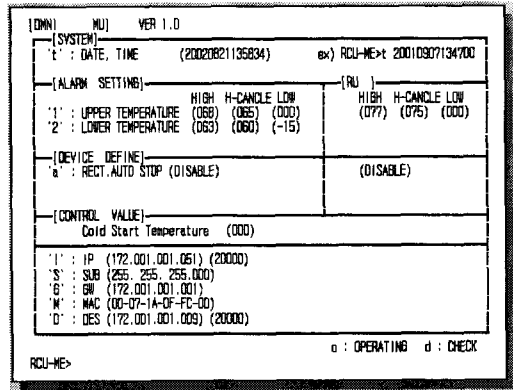 [OMNI MU] VER 1.0
[SYSTEM]
't' : DATE, TIME (20020821135634) ex) RCU-ME>t 20010907134700
[ALARM SETTING] [RU ]
HIGH H-CANCLE LOW HIGH H-CANCLE LOW
'1' : UPPER TEMPERATURE (068) (065) (000) (077) (075) (000)
'2' : LOWER TEMPERATURE (063) (060) (-15)
[DEVICE DEFINE]
'a' : RECT.AUTO STOP (DISABLE) (DISABLE)
[CONTROL VALUE]
Cold Start Temperature (000)
'I' : IP (172.001.001.051) (20000)
'S' : SUB (255. 255. 255.000)
'G' : GW (172.001.001.001)
'M' : MAC (00-07-1A-0F-FC-00)
'D' : DES (172.001.001.009) (20000)
o : OPERATING d : CHECK
RCU-ME>